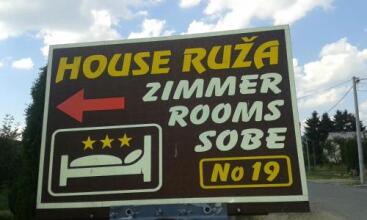 HOUSE RUŽA
ZIMMER
ROOMS
SOBE
No 19